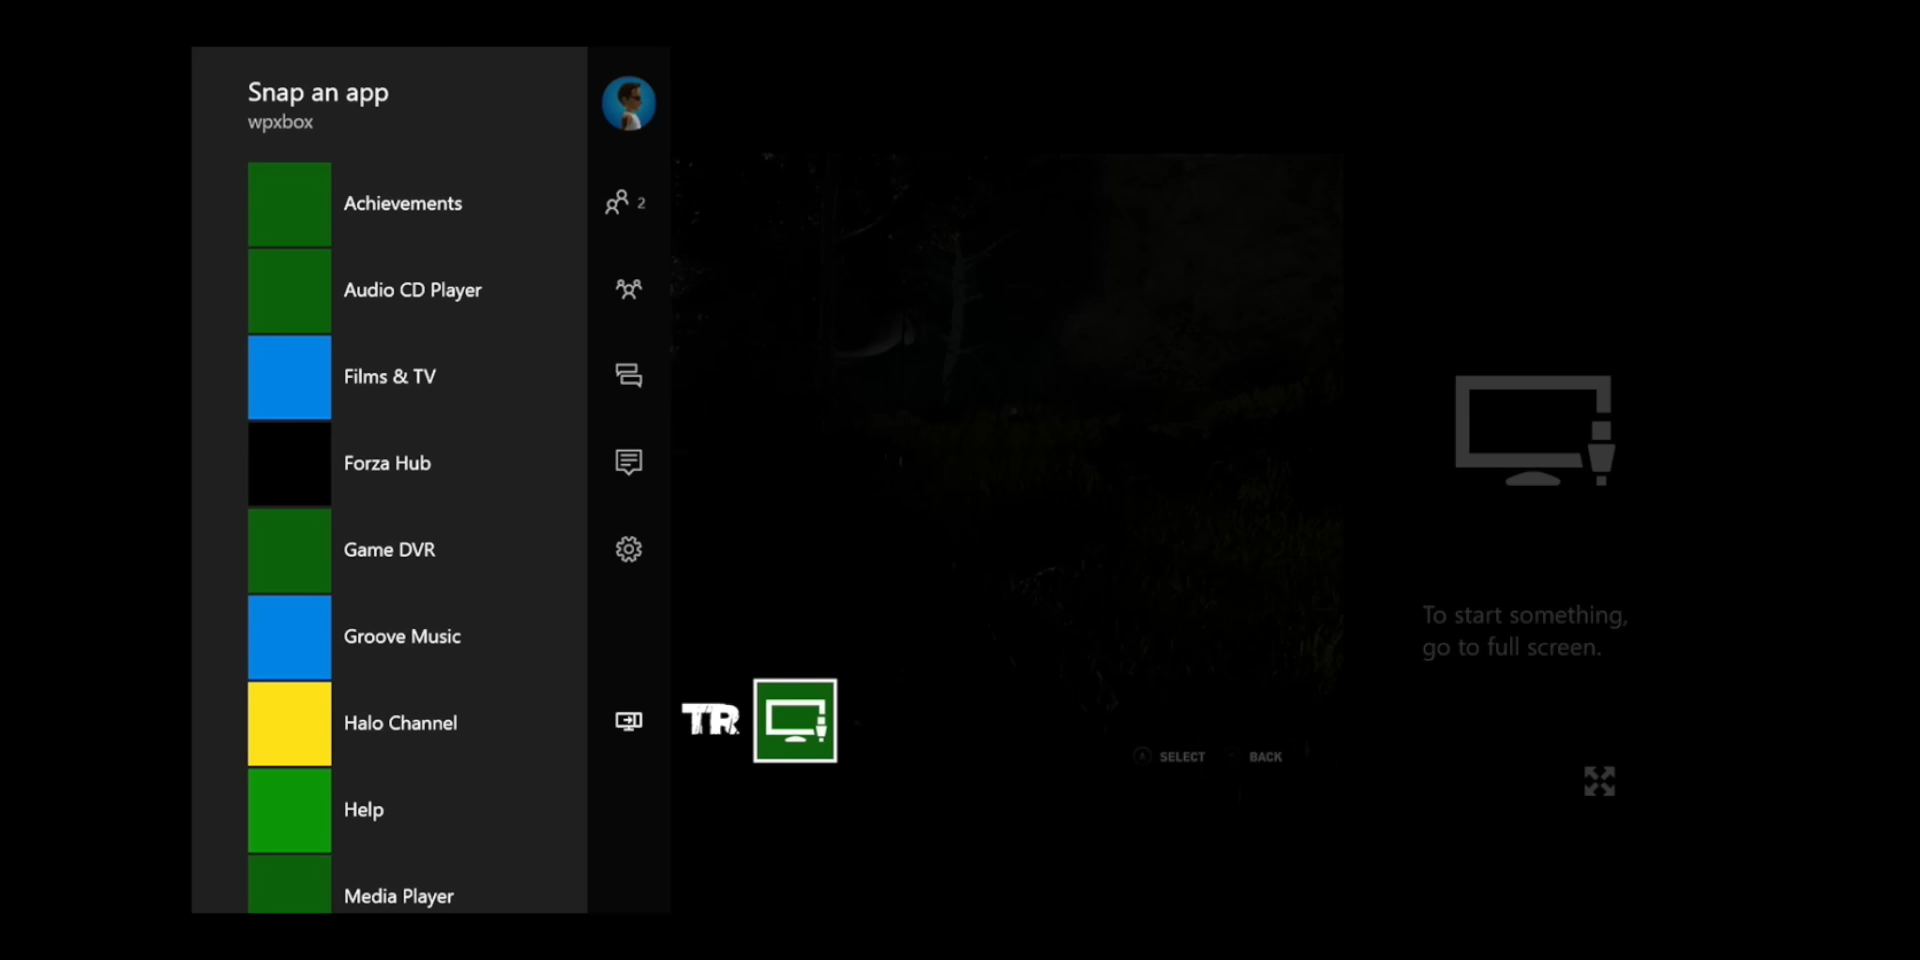 Snap an app
wpxbox
Achievements
Audio CD Player
Films & TV
Forza Hub
Game DVR
Groove Music
Halo Channel
Help
Media Player
2
TR
To start something,
go to full screen.
A SELECT
BACK